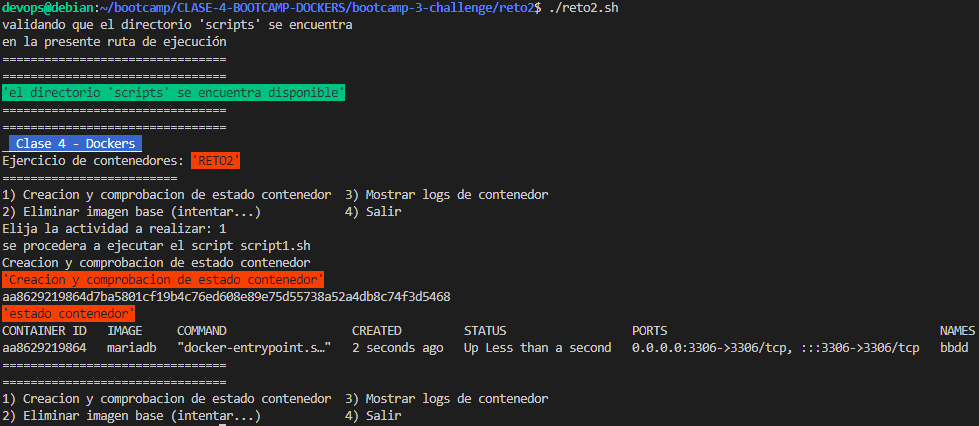 devops@debian:~/bootcamp/CLASE-4-BOOTCAMP-DOCKERS/bootcamp-3-challenge/reto2$ ./reto2.sh
validando que el directorio 'scripts' se encuentra
en la presente ruta de ejecución
================================
================================
'el directorio 'scripts' se encuentra disponible'
================================
================================
_ Clase 4 - Dockers_
Ejercicio de contenedores: 'RETO2'
=========================
1) Creacion y comprobacion de estado contenedor  3) Mostrar logs de contenedor
2) Eliminar imagen base (intentar...)            4) Salir
Elija la actividad a realizar: 1
se procedera a ejecutar el script script1.sh
Creacion y comprobacion de estado contenedor
'Creacion y comprobacion de estado contenedor'
aa8629219864d7ba5801cf19b4c76ed608e89e75d55738a52a4db8c74f3d5468
'estado contenedor'
CONTAINER ID   IMAGE     COMMAND                  CREATED         STATUS                  PORTS                                       NAMES
aa8629219864   mariadb   "docker-entrypoint.s…"   2 seconds ago   Up Less than a second   0.0.0.0:3306->3306/tcp, :::3306->3306/tcp   bbdd
================================
================================
1) Creacion y comprobacion de estado contenedor  3) Mostrar logs de contenedor
2) Eliminar imagen base (intentar...)            4) Salir